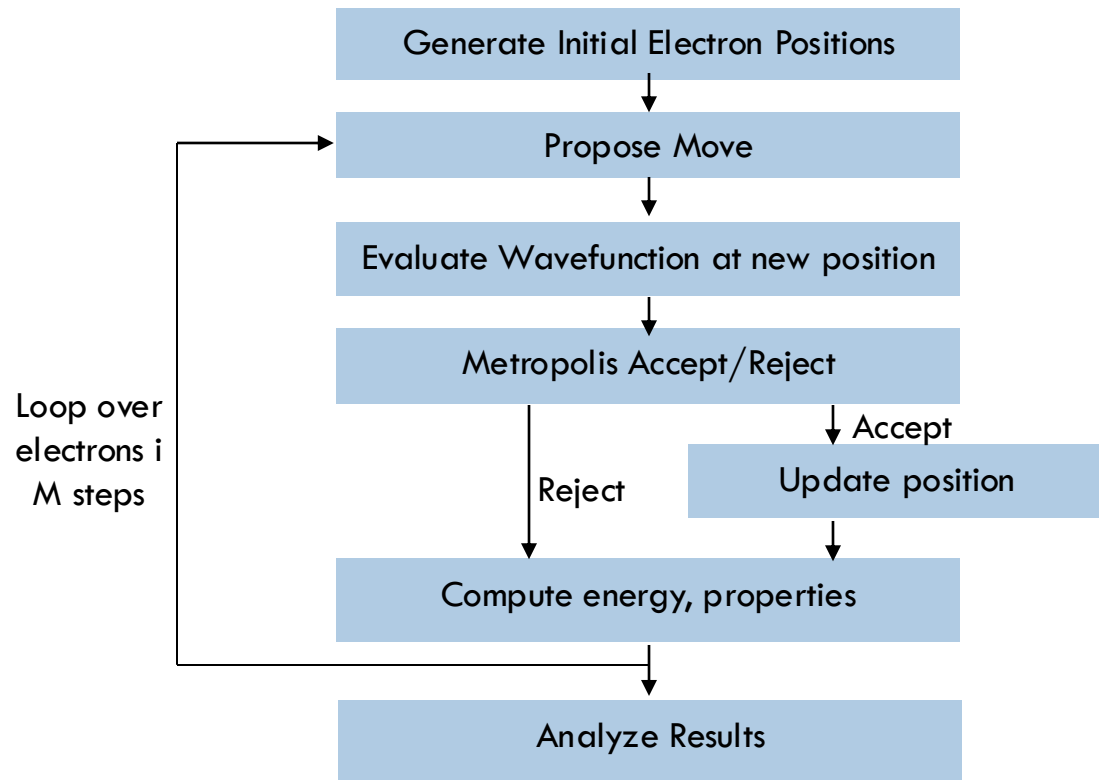 Generate Initial Electron Positions
Propose Move
Evaluate Wavefunction at new position
Metropolis Accept/Reject
Loop over
electrons i
M steps
Accept
Update position
Reject
Compute energy, properties
Analyze Results